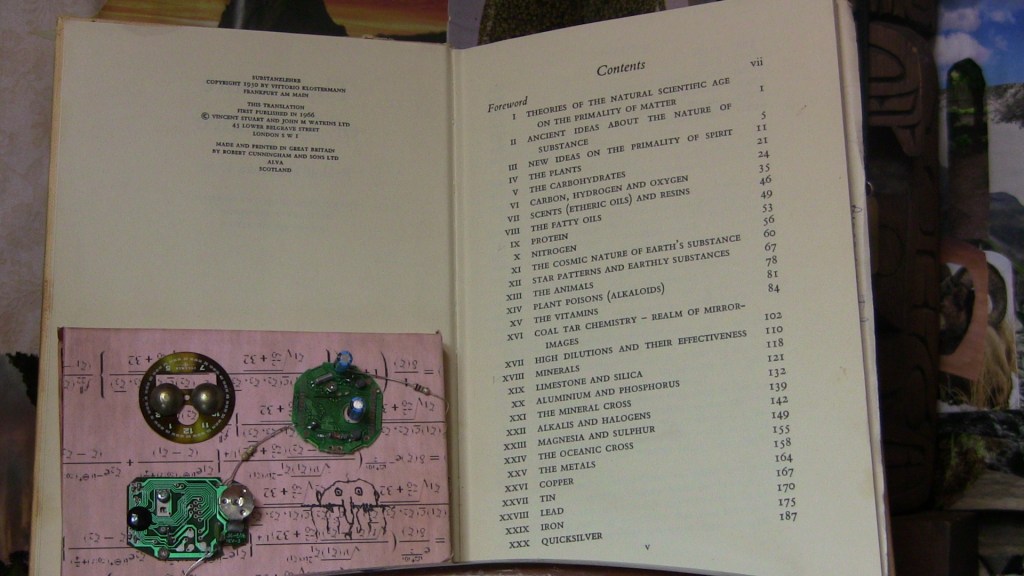 SUBSTANZLEHRE
COPYRIGHT 1950 BY VITTORIO KLOSTERMANN
FRANKFURT AM MAIN
THIS TRANSLATION
FIRST PUBLISHED IN 1966
© VINCENT STUART AND JOHN M WATKINS LTD
45 LOWER BELGRAVE STREET
LONDON S W 1
MADE AND PRINTED IN GREAT BRITAIN
BY ROBERT CUNNINGHAM AND SONS LTD
ALVA
SCOTLAND
Contents
Foreword vii
I THEORIES OF THE NATURAL SCIENTIFIC AGE
ON THE PRIMALITY OF MATTER 1
II ANCIENT IDEAS ABOUT THE NATURE OF
SUBSTANCE 5
III NEW IDEAS ON THE PRIMALITY OF SPIRIT 11
IV THE PLANTS 21
V THE CARBOHYDRATES 24
VI CARBON, HYDROGEN AND OXYGEN 35
VII SCENTS (ETHERIC OILS) AND RESINS 46
VIII THE FATTY OILS 49
IX PROTEIN 53
X NITROGEN 56
XI THE COSMIC NATURE OF EARTH'S SUBSTANCE 60
XII STAR PATTERNS AND EARTHLY SUBSTANCES 67
XIII THE ANIMALS 78
XIV PLANT POISONS (ALKALOIDS) 81
XV THE VITAMINS 84
XVI COAL TAR CHEMISTRY – REALM OF MIRROR-
IMAGES 102
XVII HIGH DILUTIONS AND THEIR EFFECTIVENESS 110
XVIII MINERALS 118
XIX LIMESTONE AND SILICA 121
XX ALUMINIUM AND PHOSPHORUS 132
XXI THE MINERAL CROSS 139
XXII ALKALIS AND HALOGENS 142
XXIII MAGNESIA AND SULPHUR 149
XXIV THE OCEANIC CROSS 155
XXV THE METALS 158
XXVI COPPER 164
XXVII TIN 167
XXVIII LEAD 170
XXIX IRON 175
XXX QUICKSILVER 187
v